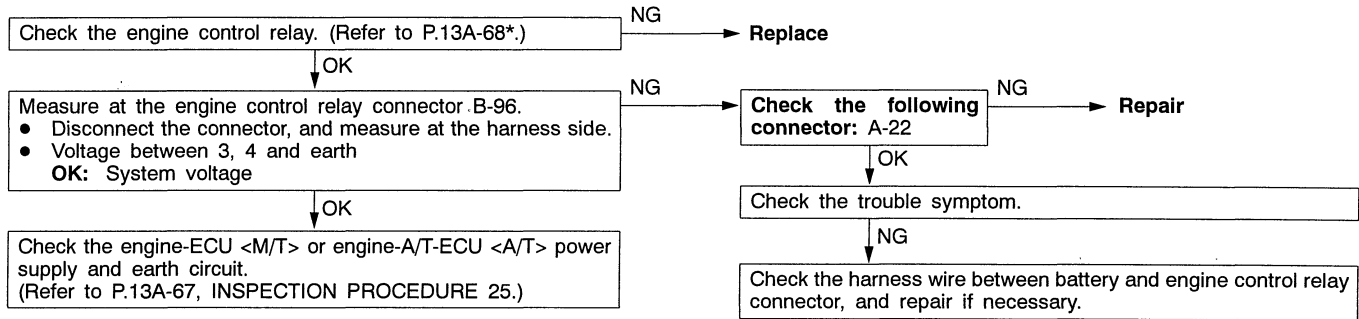 Check the engine control relay. (Refer to P.13A-68*.)
NG
Replace
OK
Measure at the engine control relay connector B-96.
● Disconnect the connector, and measure at the harness side.
● Voltage between 3, 4 and earth
OK: System voltage
NG
Check the following
connector: A-22
NG
Repair
OK
Check the trouble symptom.
NG
Check the harness wire between battery and engine control relay
connector, and repair if necessary.
OK
Check the engine-ECU <M/T> or engine-A/T-ECU <A/T> power
supply and earth circuit.
(Refer to P.13A-67, INSPECTION PROCEDURE 25.)